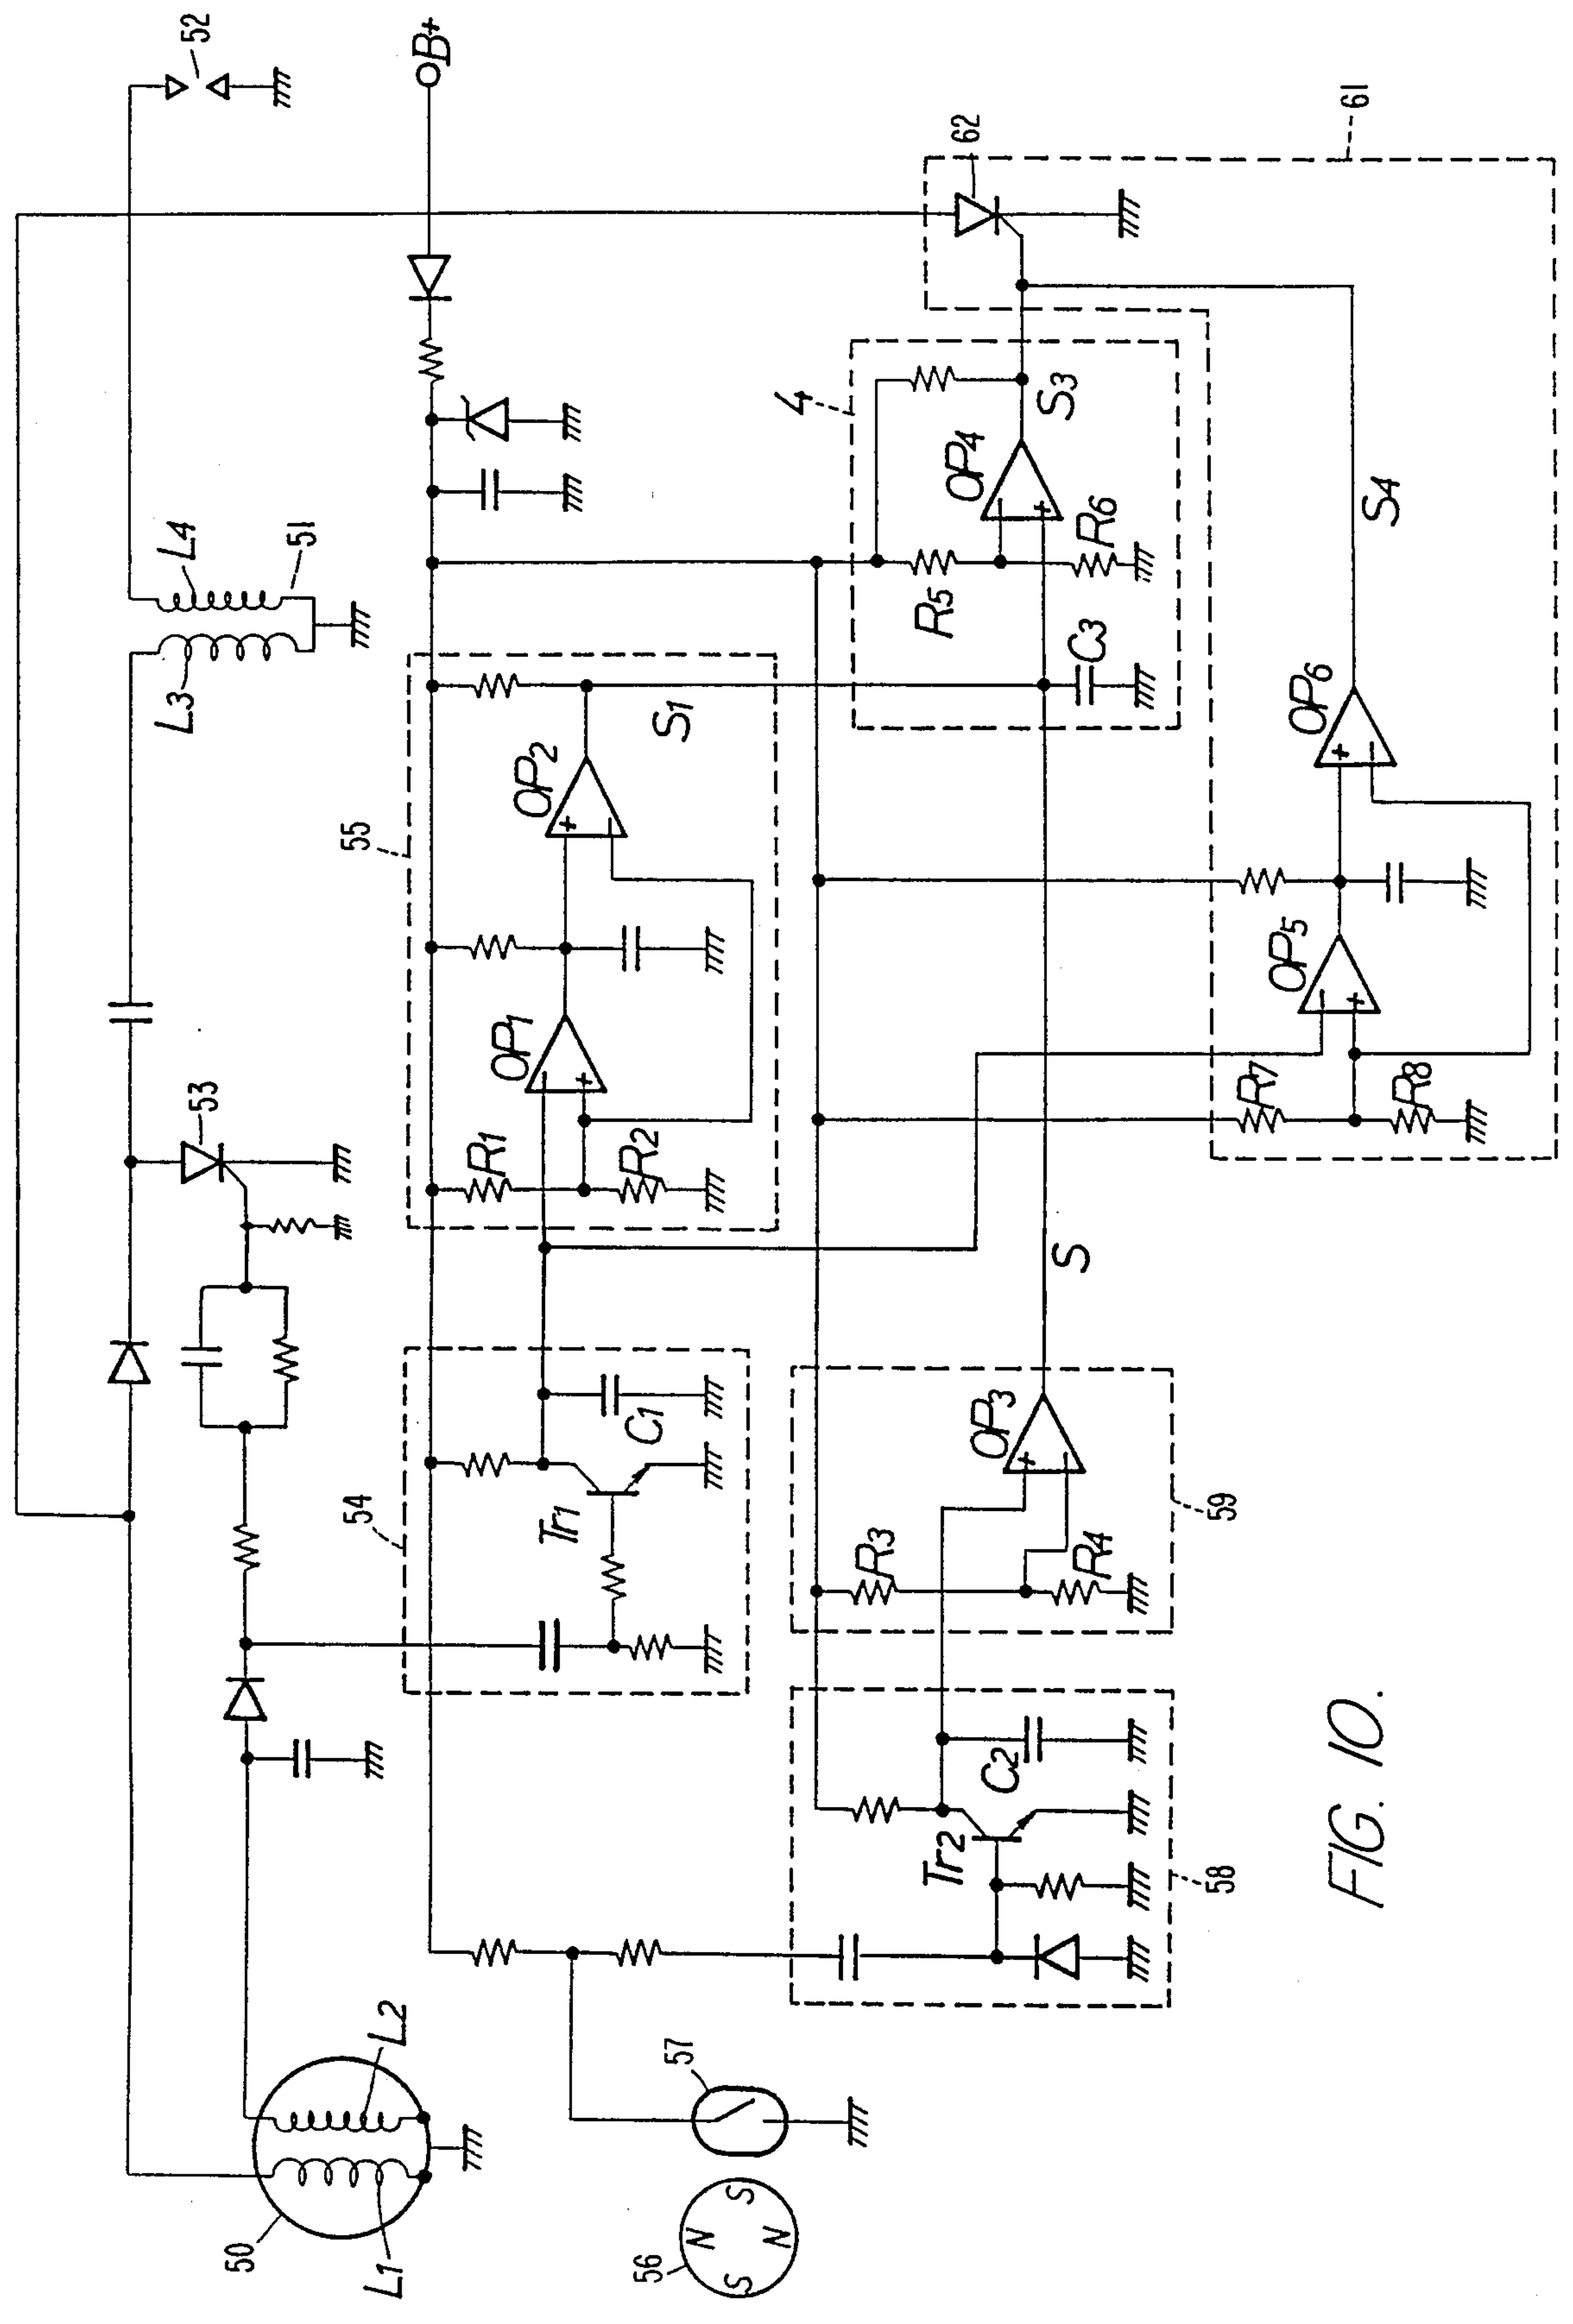 52
B+
62
61
L4
51
L3
4
S3
OP4
R6
R5
C3
S4
OP6
55
OP2
S1
53
OP1
R1
R2
OP5
R7
R8
54
Tr1
C1
S
OP3
59
R3
R4
C2
Tr2
58
L2
50
L1
57
56
N
S
N
S
FIG. 10.
+
-
+
-
-
+
-
+
+
-
-
+